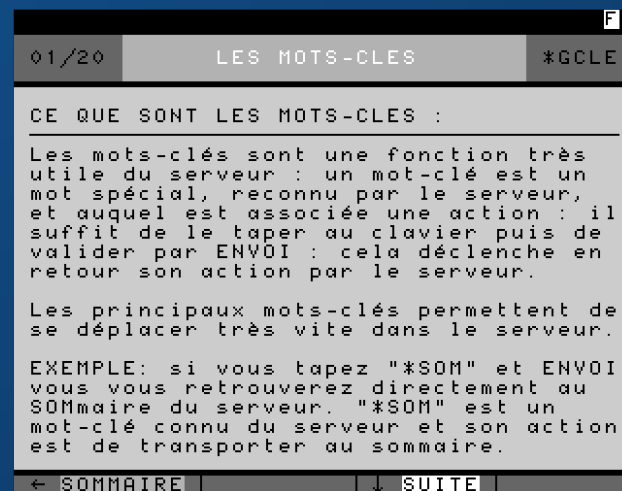 F
01/20 LES MOTS-CLES *GCLE
CE QUE SONT LES MOTS-CLES :
Les mots-clés sont une fonction très
utile du serveur : un mot-clé est un
mot spécial, reconnu par le serveur,
et auquel est associée une action : il
suffit de le taper au clavier puis de
valider par ENVOI : cela déclenche en
retour son action par le serveur.
Les principaux mots-clés permettent de
se déplacer très vite dans le serveur.
EXEMPLE: si vous tapez "*SOM" et ENVOI
vous vous retrouverez directement au
SOMmaire du serveur. "*SOM" est un
mot-clé connu du serveur et son action
est de transporter au sommaire.
← SOMMAIRE | | ↓ SUITE |